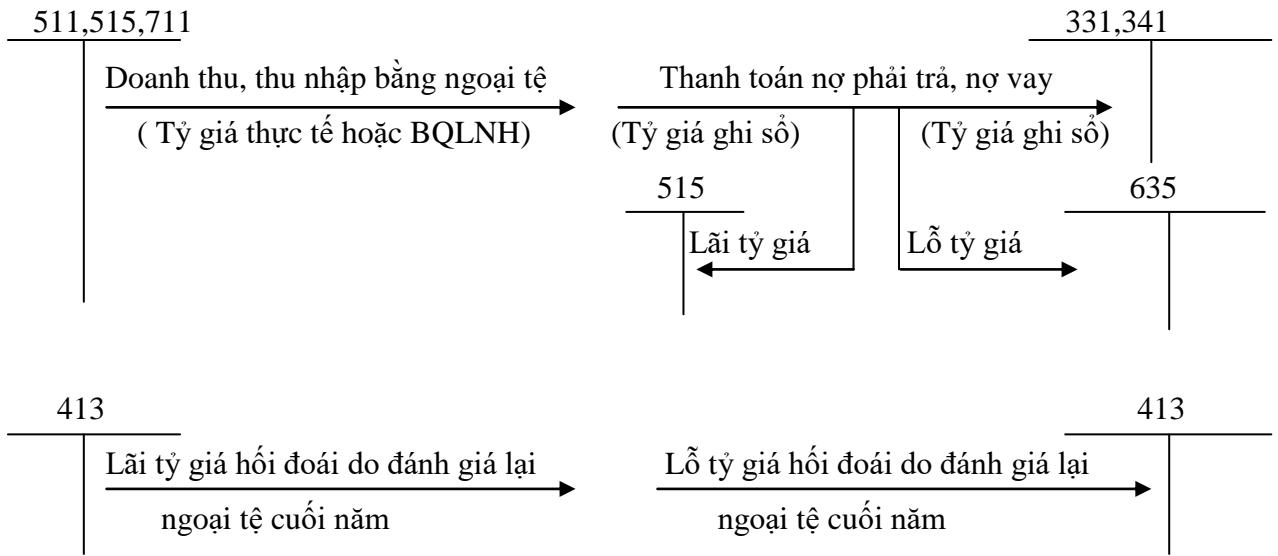 511,515,711
331,341
Doanh thu, thu nhập bằng ngoại tệ
Thanh toán nợ phải trả, nợ vay
( Tỷ giá thực tế hoặc BQLNH)
(Tỷ giá ghi sổ)
(Tỷ giá ghi sổ)
515
635
Lãi tỷ giá
Lỗ tỷ giá
413
413
Lãi tỷ giá hối đoái do đánh giá lại
Lỗ tỷ giá hối đoái do đánh giá lại
ngoại tệ cuối năm
ngoại tệ cuối năm